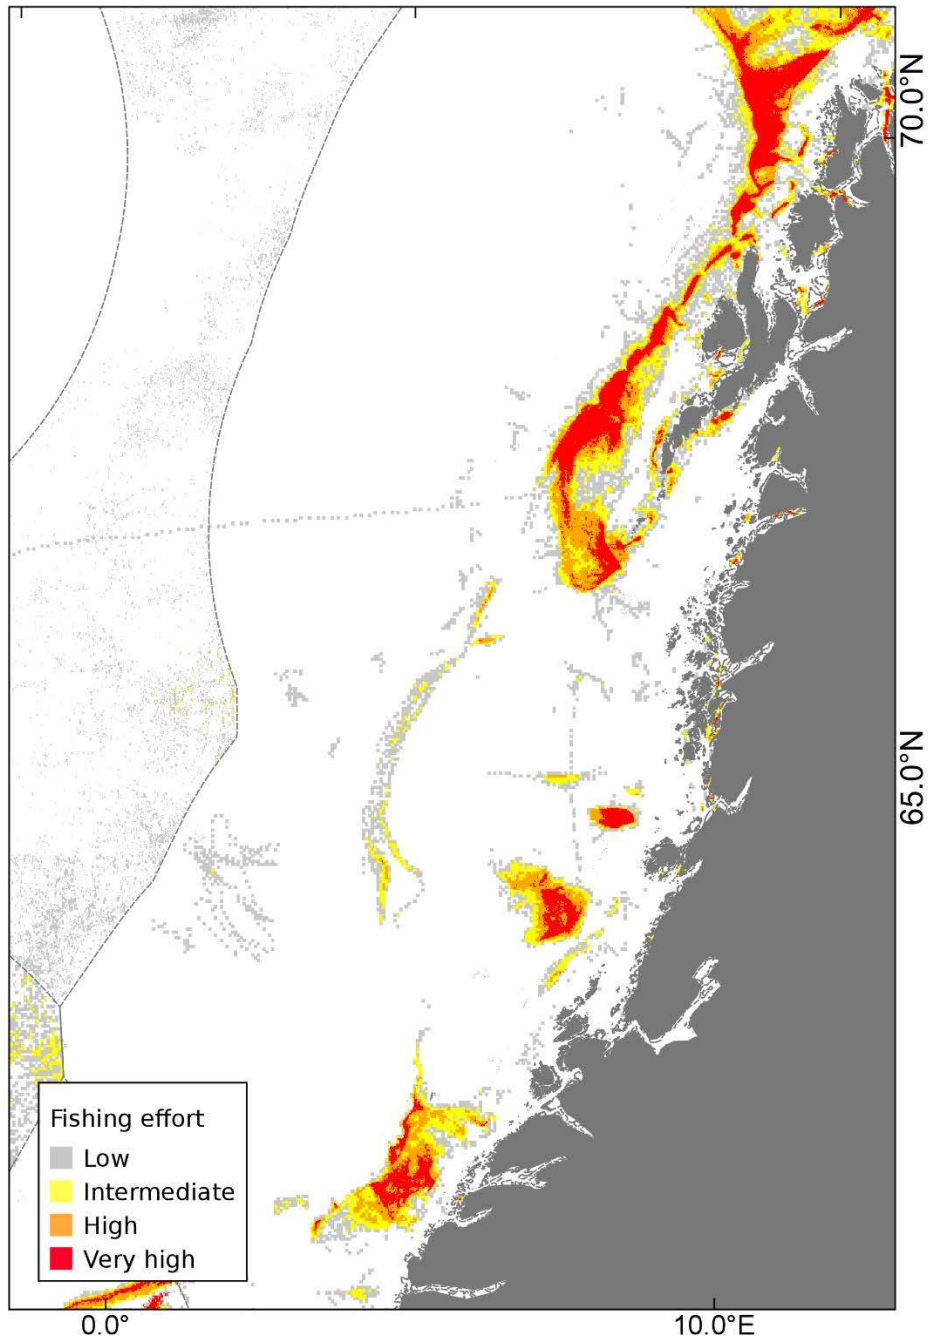 70.0°N
65.0°N
Fishing effort
Low
Intermediate
High
Very high
0.0°
10.0°E